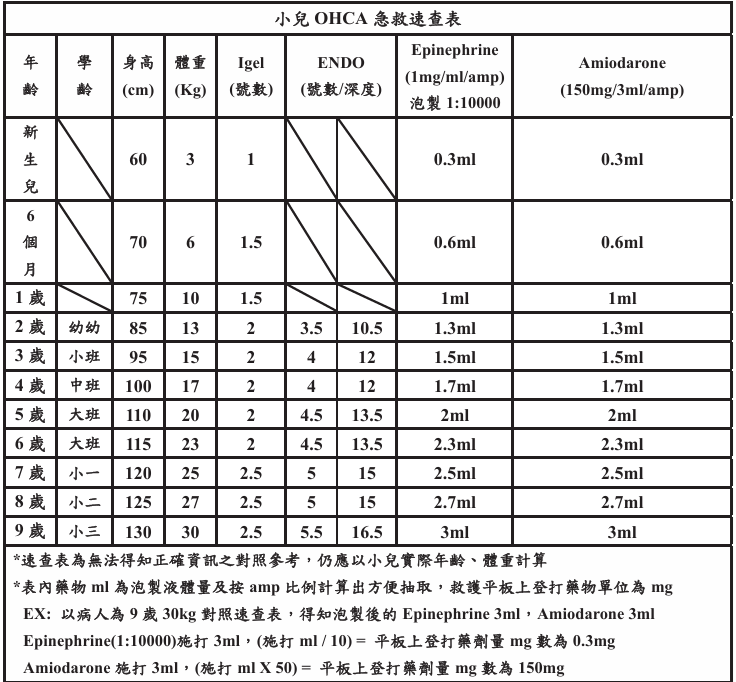 小兒 OHCA 急救速查表
年齡 學齡 身高(cm) 體重(Kg) Igel(號數) ENDO(號數/深度) Epinephrine(1mg/ml/amp)泡製 1:10000 Amiodarone(150mg/3ml/amp)
新生兒 60 3 1 0.3ml 0.3ml
6個月 70 6 1.5 0.6ml 0.6ml
1 歲 75 10 1.5 1ml 1ml
2 歲 幼幼 85 13 2 3.5 10.5 1.3ml 1.3ml
3 歲 小班 95 15 2 4 12 1.5ml 1.5ml
4 歲 中班 100 17 2 4 12 1.7ml 1.7ml
5 歲 大班 110 20 2 4.5 13.5 2ml 2ml
6 歲 大班 115 23 2 4.5 13.5 2.3ml 2.3ml
7 歲 小一 120 25 2.5 5 15 2.5ml 2.5ml
8 歲 小二 125 27 2.5 5 15 2.7ml 2.7ml
9 歲 小三 130 30 2.5 5.5 16.5 3ml 3ml
*速查表為無法得知正確資訊之對照參考，仍應以小兒實際年齡、體重計算
*表內藥物 ml 為泡製液體量及按 amp 比例計算出方便抽取，救護平板上登打藥物單位為 mg
EX: 以病人為 9 歲 30kg 對照速查表，得知泡製後的 Epinephrine 3ml，Amiodarone 3ml
Epinephrine(1:10000)施打 3ml，(施打 ml / 10) = 平板上登打藥劑量 mg 數為 0.3mg
Amiodarone 施打 3ml，(施打 ml X 50) = 平板上登打藥劑量 mg 數為 150mg